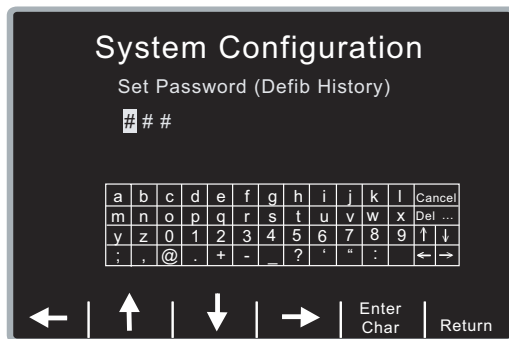 System Configuration
Set Password (Defib History)
# # #
a b c d e f g h i j k l Cancel
m n o p q r s t u v w x Del ...
y z 0 1 2 3 4 5 6 7 8 9 ↑ ↓
; , @ . + - _ ? ‘ “ : ← →
← ↑ ↓ → Enter Char Return